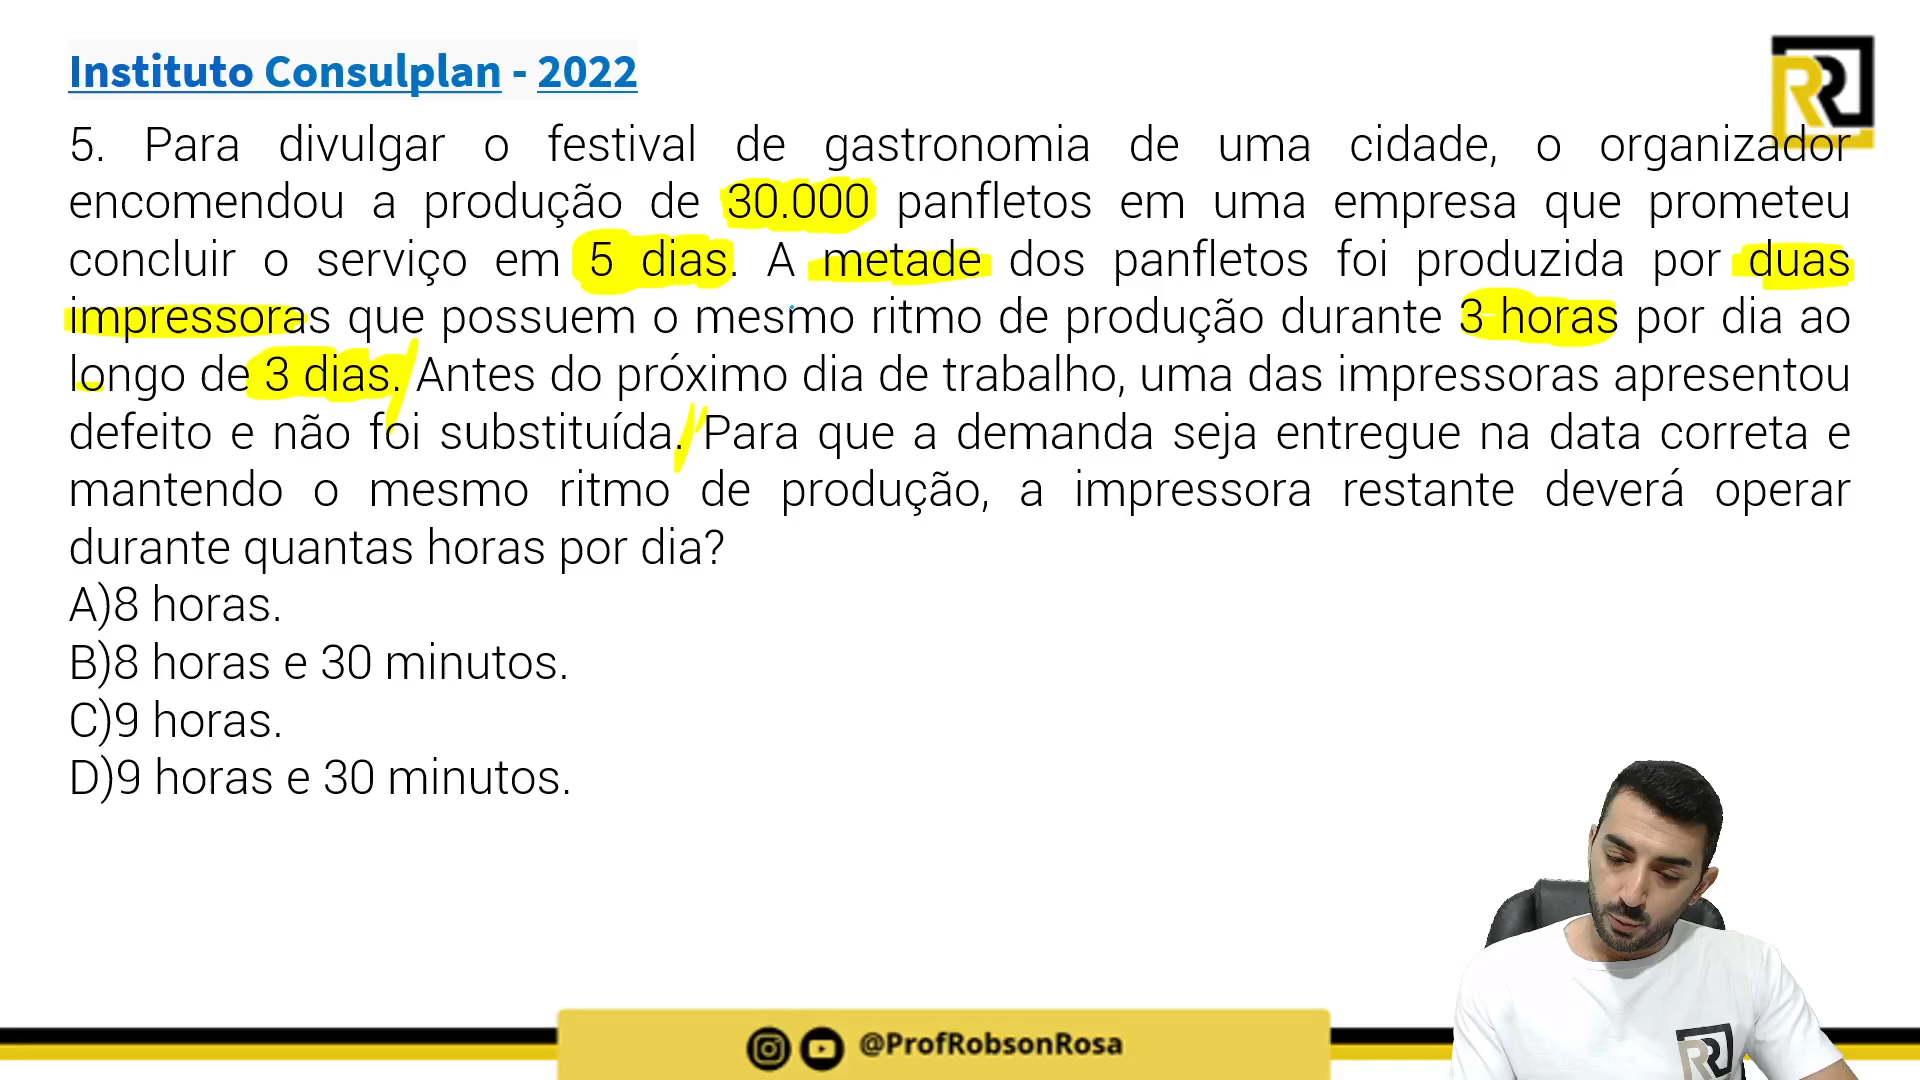 Instituto Consulplan - 2022
5. Para divulgar o festival de gastronomia de uma cidade, o organizador
encomendou a produção de 30.000 panfletos em uma empresa que prometeu
concluir o serviço em 5 dias. A metade dos panfletos foi produzida por duas
impressoras que possuem o mesmo ritmo de produção durante 3 horas por dia ao
longo de 3 dias. Antes do próximo dia de trabalho, uma das impressoras apresentou
defeito e não foi substituída. Para que a demanda seja entregue na data correta e
mantendo o mesmo ritmo de produção, a impressora restante deverá operar
durante quantas horas por dia?
A)8 horas.
B)8 horas e 30 minutos.
C)9 horas.
D)9 horas e 30 minutos.
@ProfRobsonRosa